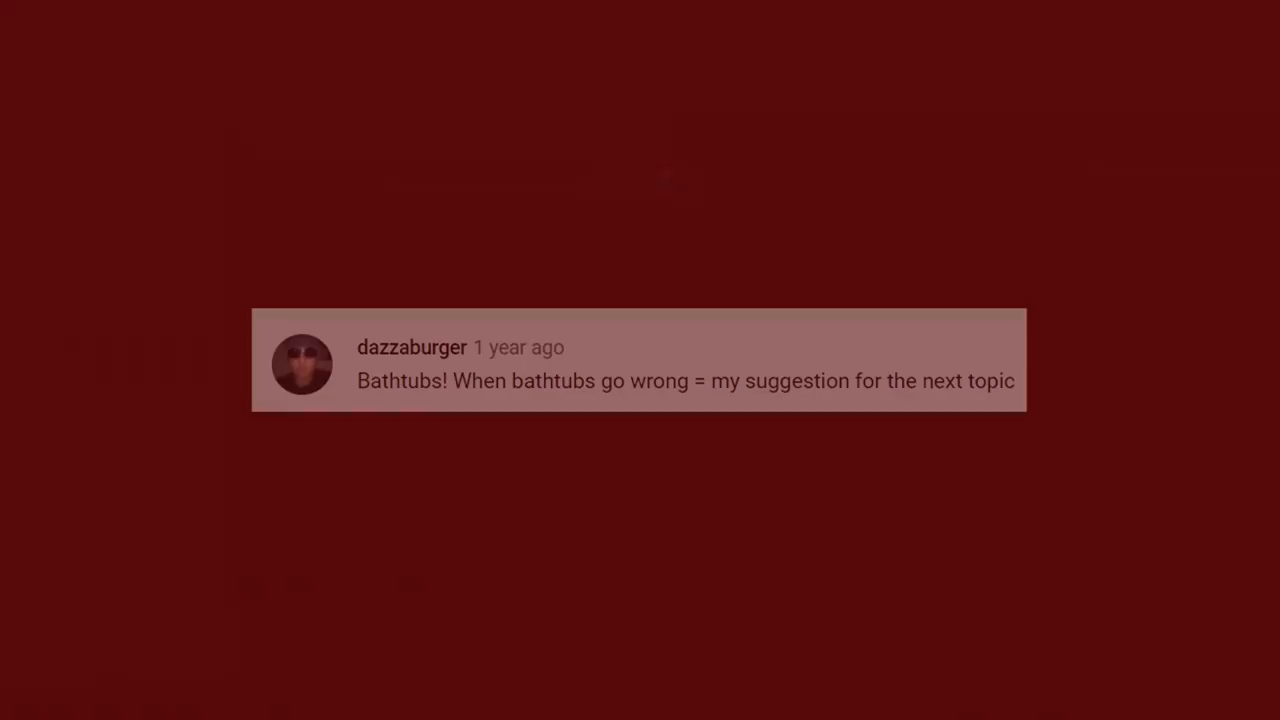 dazzaburger 1 year ago
Bathtubs! When bathtubs go wrong = my suggestion for the next topic